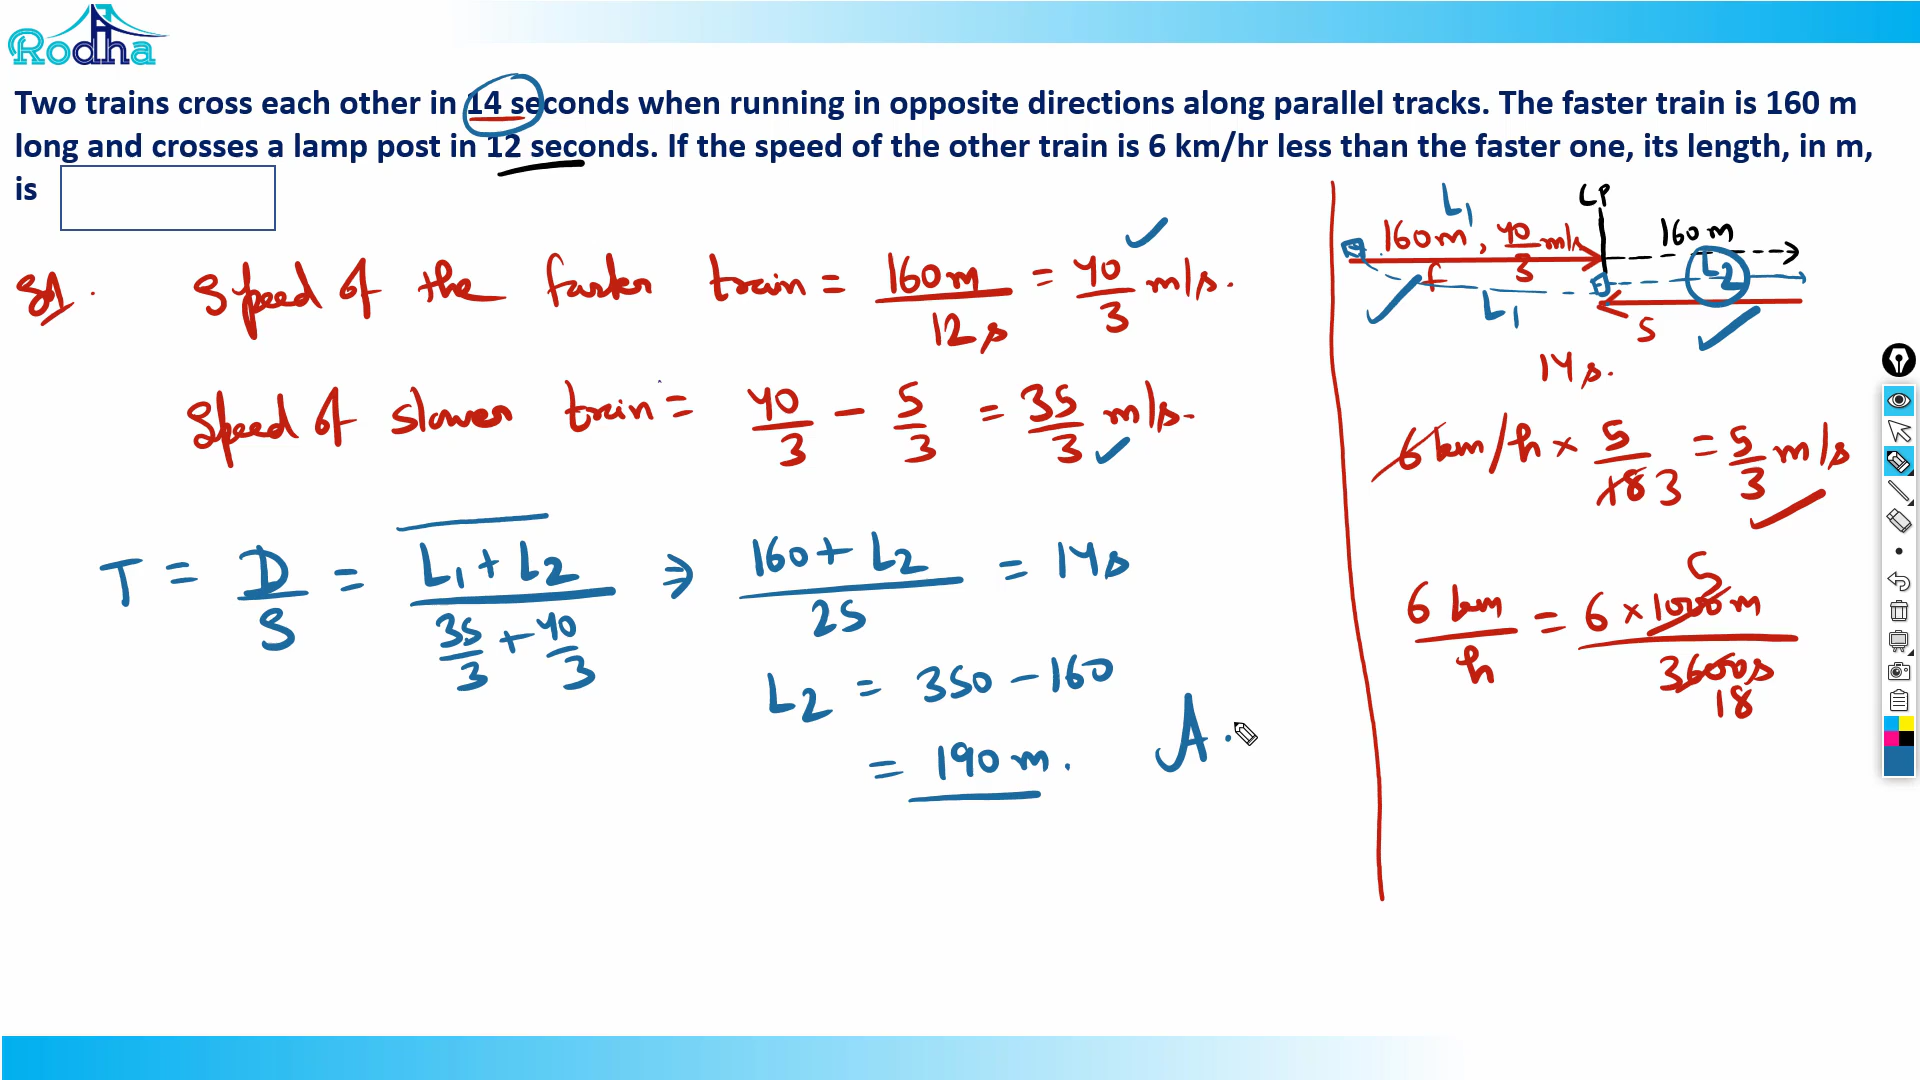 Rodha
Two trains cross each other in 14 seconds when running in opposite directions along parallel tracks. The faster train is 160 m
long and crosses a lamp post in 12 seconds. If the speed of the other train is 6 km/hr less than the faster one, its length, in m,
is
Sol. Speed of the faster train = 160m/12s = 40/3 m/s.
Speed of slower train = 40/3 - 5/3 = 35/3 m/s.
T = D/S = (L1 + L2)/(35/3 + 40/3) ⇒ (160 + L2)/25 = 14s
L2 = 350 - 160
= 190 m. A.
L1
LP
160m, 40/3 m/s
160 m
f
L1
L2
S
14 s.
6 km/h × 5/18 3 = 5/3 m/s
6 km/h = 6 × 1000m/3600s
5
18